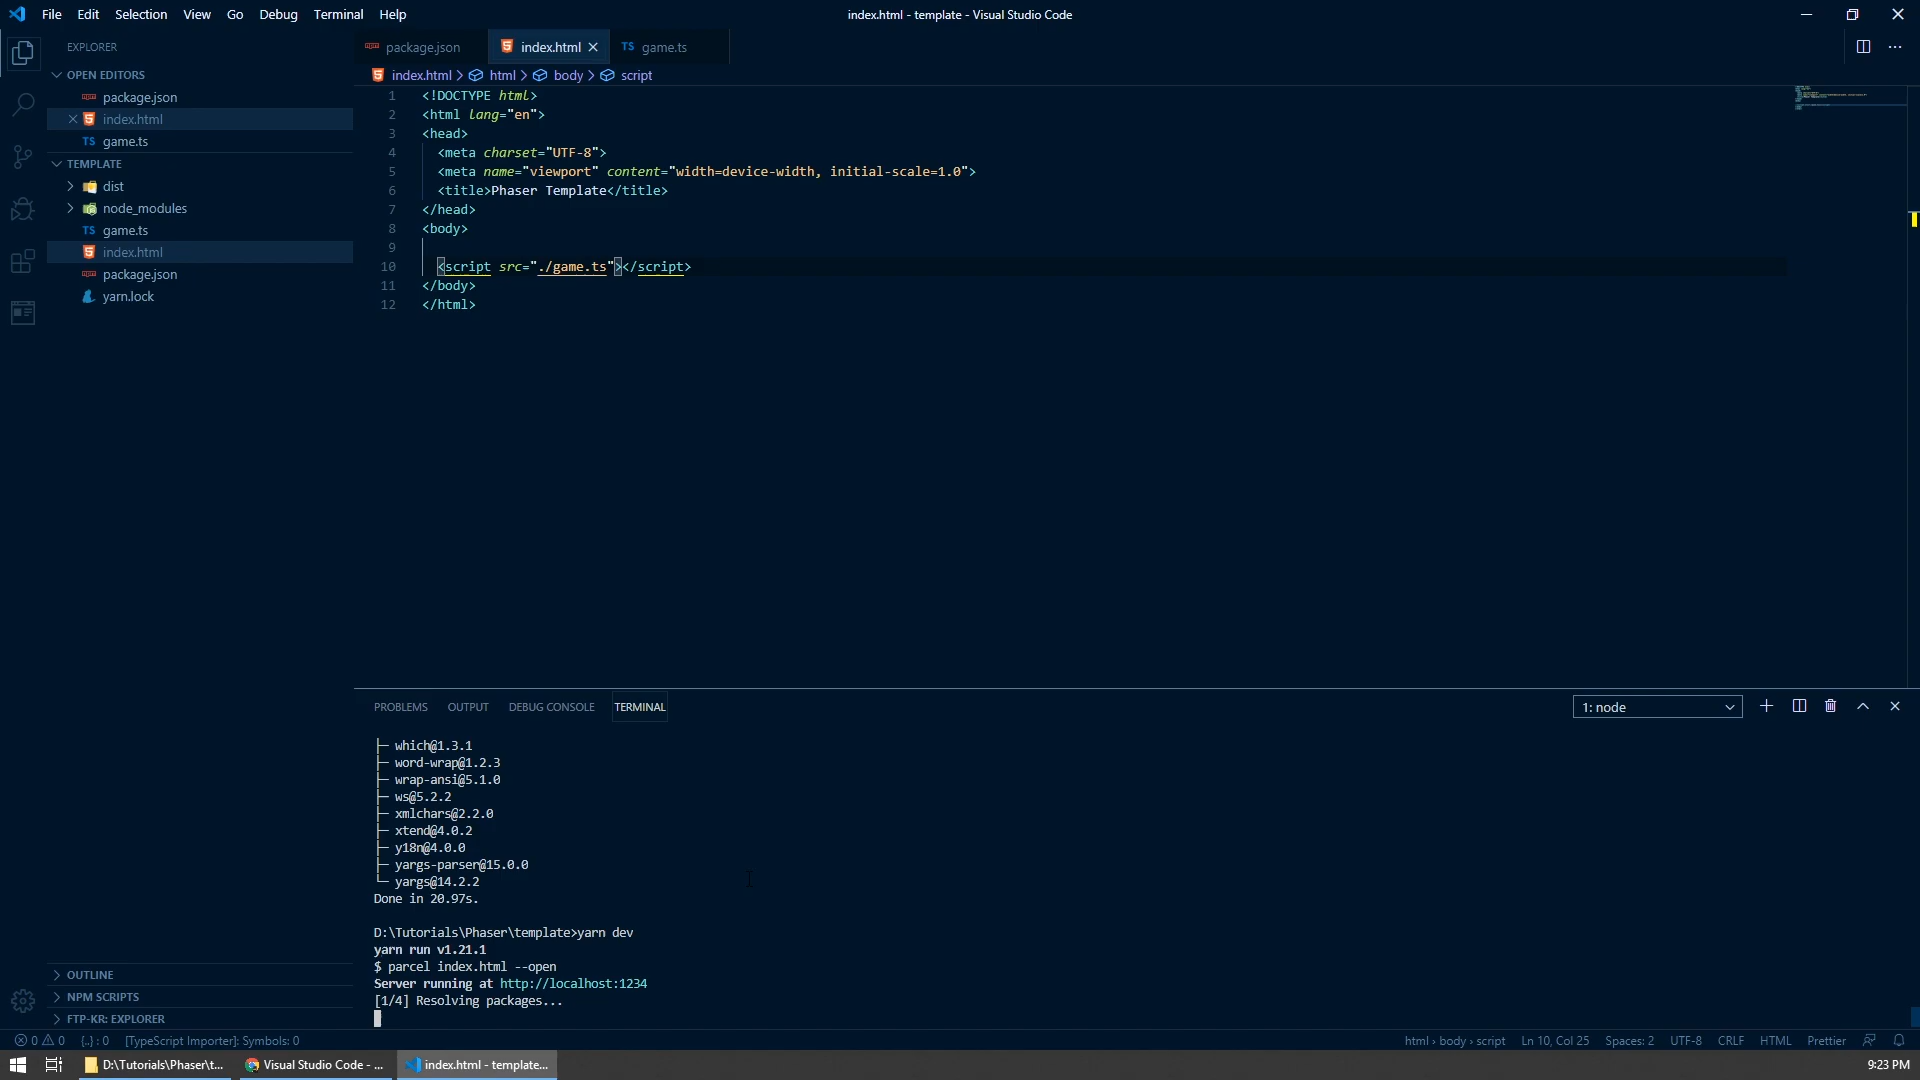 File Edit Selection View Go Debug Terminal Help
index.html - template - Visual Studio Code
EXPLORER
OPEN EDITORS
package.json
index.html
TS game.ts
TEMPLATE
dist
node_modules
TS game.ts
index.html
package.json
yarn.lock
OUTLINE
NPM SCRIPTS
FTP-KR: EXPLORER
package.json
index.html
TS game.ts
index.html > html > body > script
1 <!DOCTYPE html>
2 <html lang="en">
3 <head>
4 <meta charset="UTF-8">
5 <meta name="viewport" content="width=device-width, initial-scale=1.0">
6 <title>Phaser Template</title>
7 </head>
8 <body>
9
10 <script src="./game.ts"></script>
11 </body>
12 </html>
PROBLEMS OUTPUT DEBUG CONSOLE TERMINAL
1: node
├─ which@1.3.1
├─ word-wrap@1.2.3
├─ wrap-ansi@5.1.0
├─ ws@5.2.2
├─ xmlchars@2.2.0
├─ xtend@4.0.2
├─ y18n@4.0.0
├─ yargs-parser@15.0.0
└─ yargs@14.2.2
Done in 20.97s.
D:\Tutorials\Phaser\template>yarn dev
yarn run v1.21.1
$ parcel index.html --open
Server running at http://localhost:1234
[1/4] Resolving packages...
0 0 {..} : 0 [TypeScript Importer]: Symbols: 0
html › body › script Ln 10, Col 25 Spaces: 2 UTF-8 CRLF HTML Prettier
D:\Tutorials\Phaser\t...
Visual Studio Code - ...
index.html - template...
9:23 PM